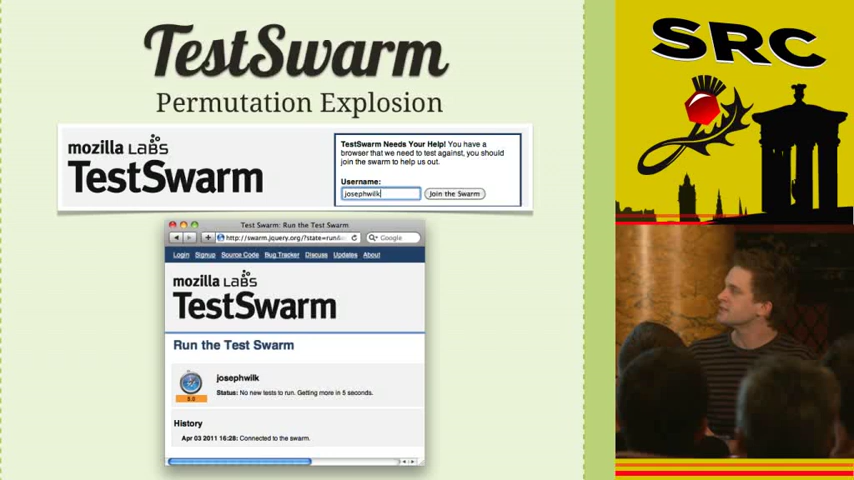 TestSwarm
Permutation Explosion
mozilla LABS
TestSwarm
TestSwarm Needs Your Help! You have a
browser that we need to test against, you should
join the swarm to help us out.
Username:
josephwilk
Join the Swarm
Test Swarm: Run the Test Swarm
http://swarm.jquery.org/?state=run&
Google
Login Signup Source Code Bug Tracker Discuss Updates About
mozilla LABS
TestSwarm
Run the Test Swarm
josephwilk
Status: No new tests to run. Getting more in 5 seconds.
5.0
History
Apr 03 2011 16:28: Connected to the swarm.
SRC